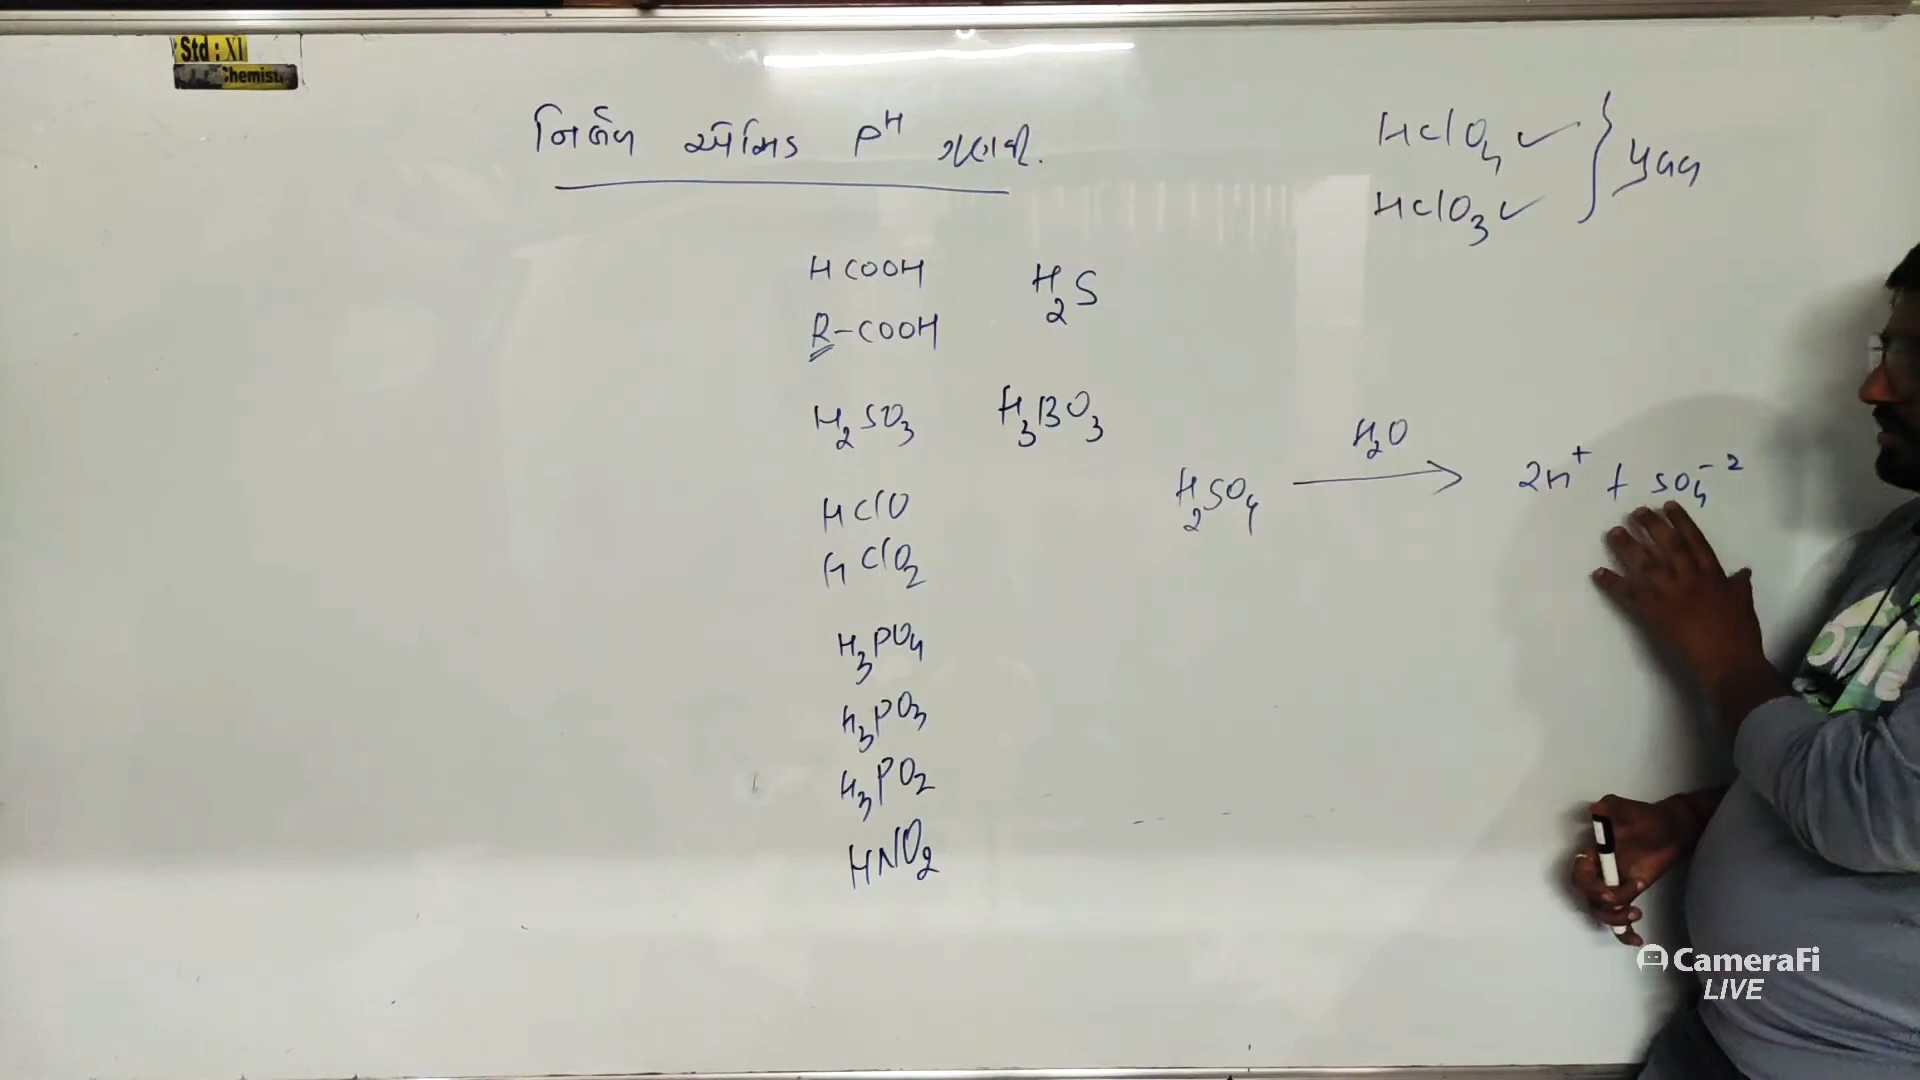 Std : XI
Chemist
નિર્બળ એસિડ PH ગણવી.
HClO4 ✓
HClO3 ✓
પ્રબળ
HCOOH
H2S
R-COOH
H2SO3
H3BO3
H2SO4 ⟶ 2H+ + SO4-2
H2O
HClO
HClO2
H3PO4
H3PO3
H3PO2
HNO2
CameraFi
LIVE